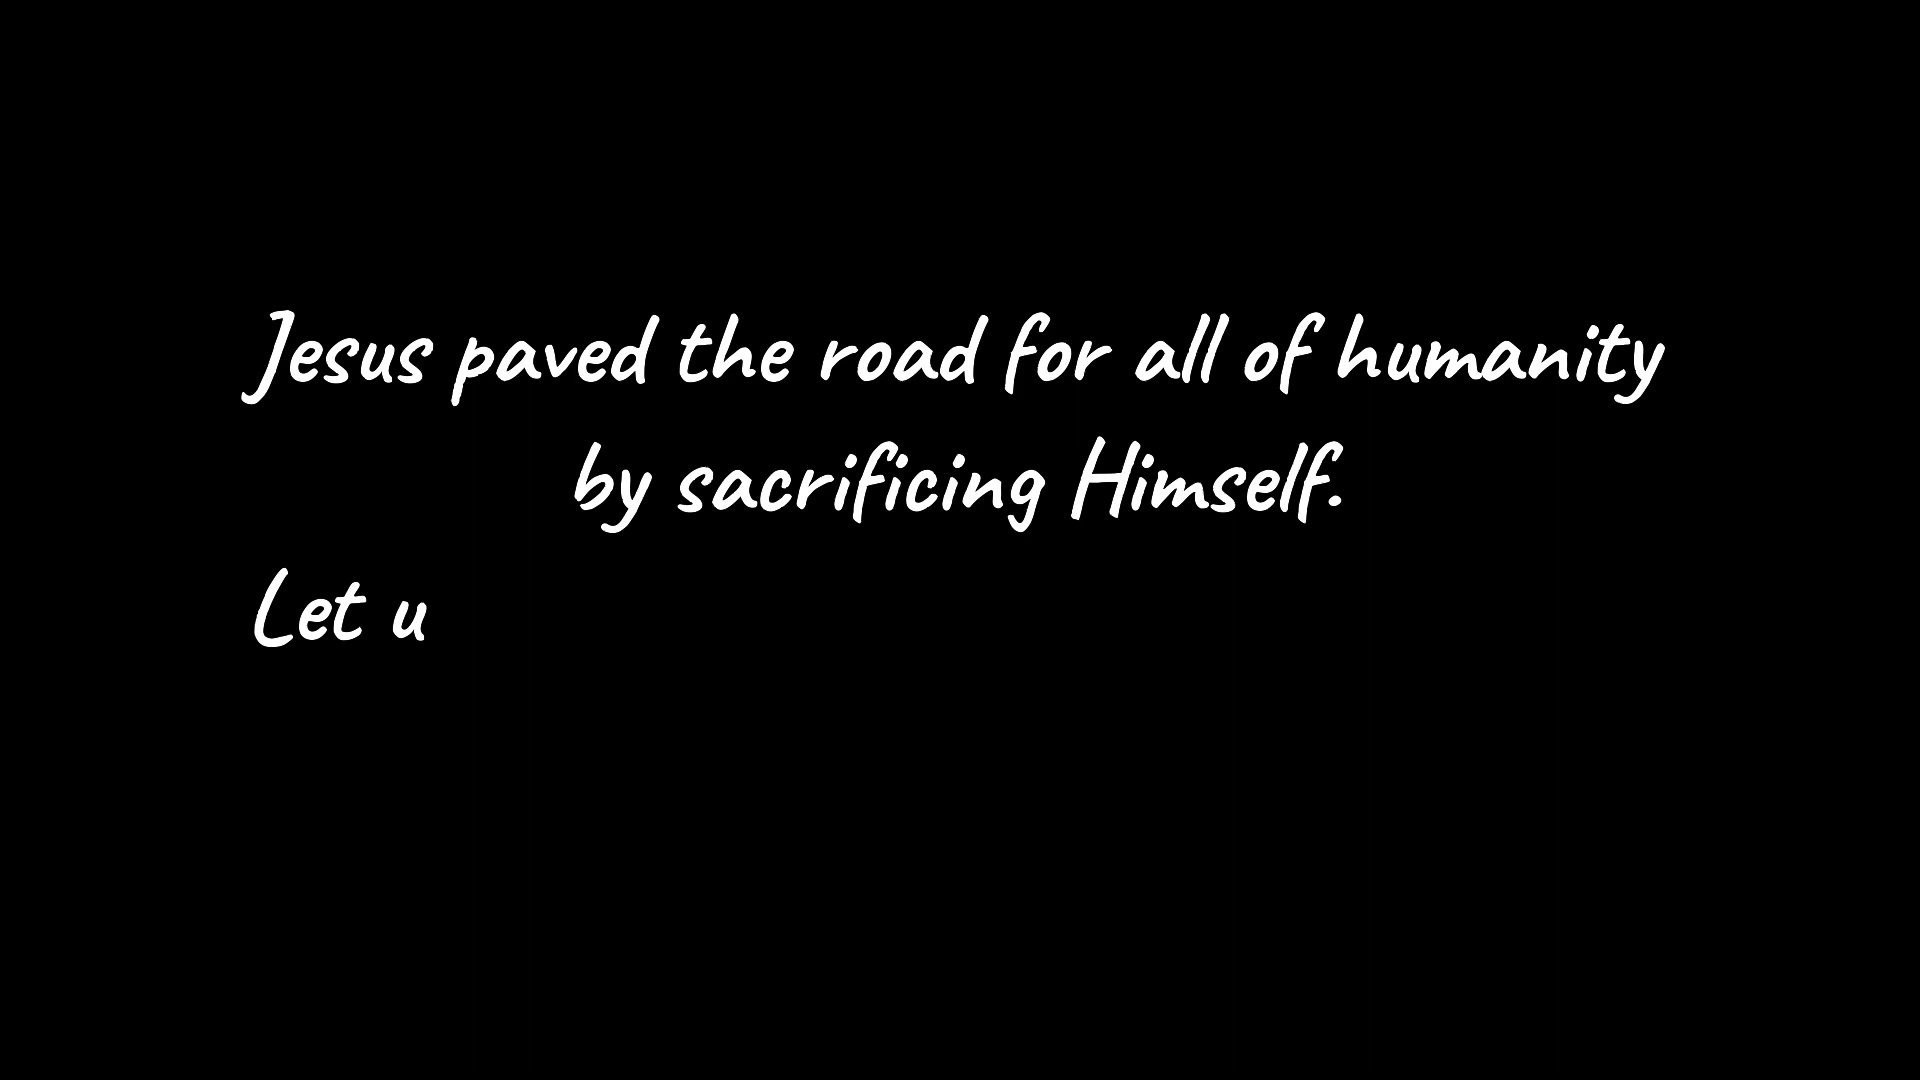 Jesus paved the road for all of humanity
by sacrificing Himself.
Let u